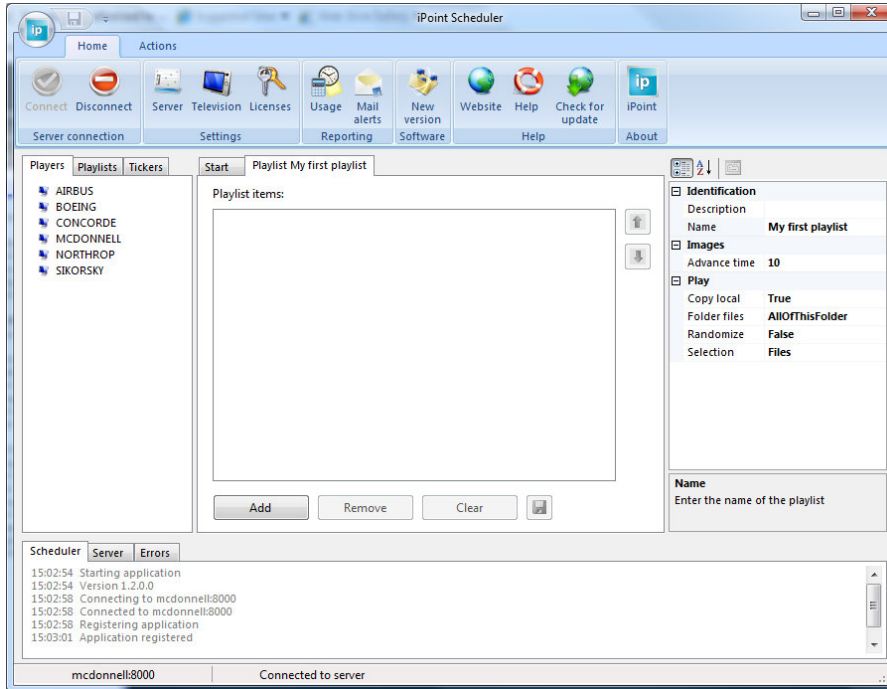 iPoint Scheduler
ip
Home Actions
Connect Disconnect Server Television Licenses Usage Mail alerts New version Website Help Check for update ip iPoint
Server connection Settings Reporting Software Help About
Players Playlists Tickers
AIRBUS
BOEING
CONCORDE
MCDONNELL
NORTHROP
SIKORSKY
Start Playlist My first playlist
Playlist items:
Add Remove Clear
Identification
Description
Name My first playlist
Images
Advance time 10
Play
Copy local True
Folder files AllOfThisFolder
Randomize False
Selection Files
Name
Enter the name of the playlist
Scheduler Server Errors
15:02:54 Starting application
15:02:54 Version 1.2.0.0
15:02:58 Connecting to mcdonnell:8000
15:02:58 Connected to mcdonnell:8000
15:02:58 Registering application
15:03:01 Application registered
mcdonnell:8000 Connected to server